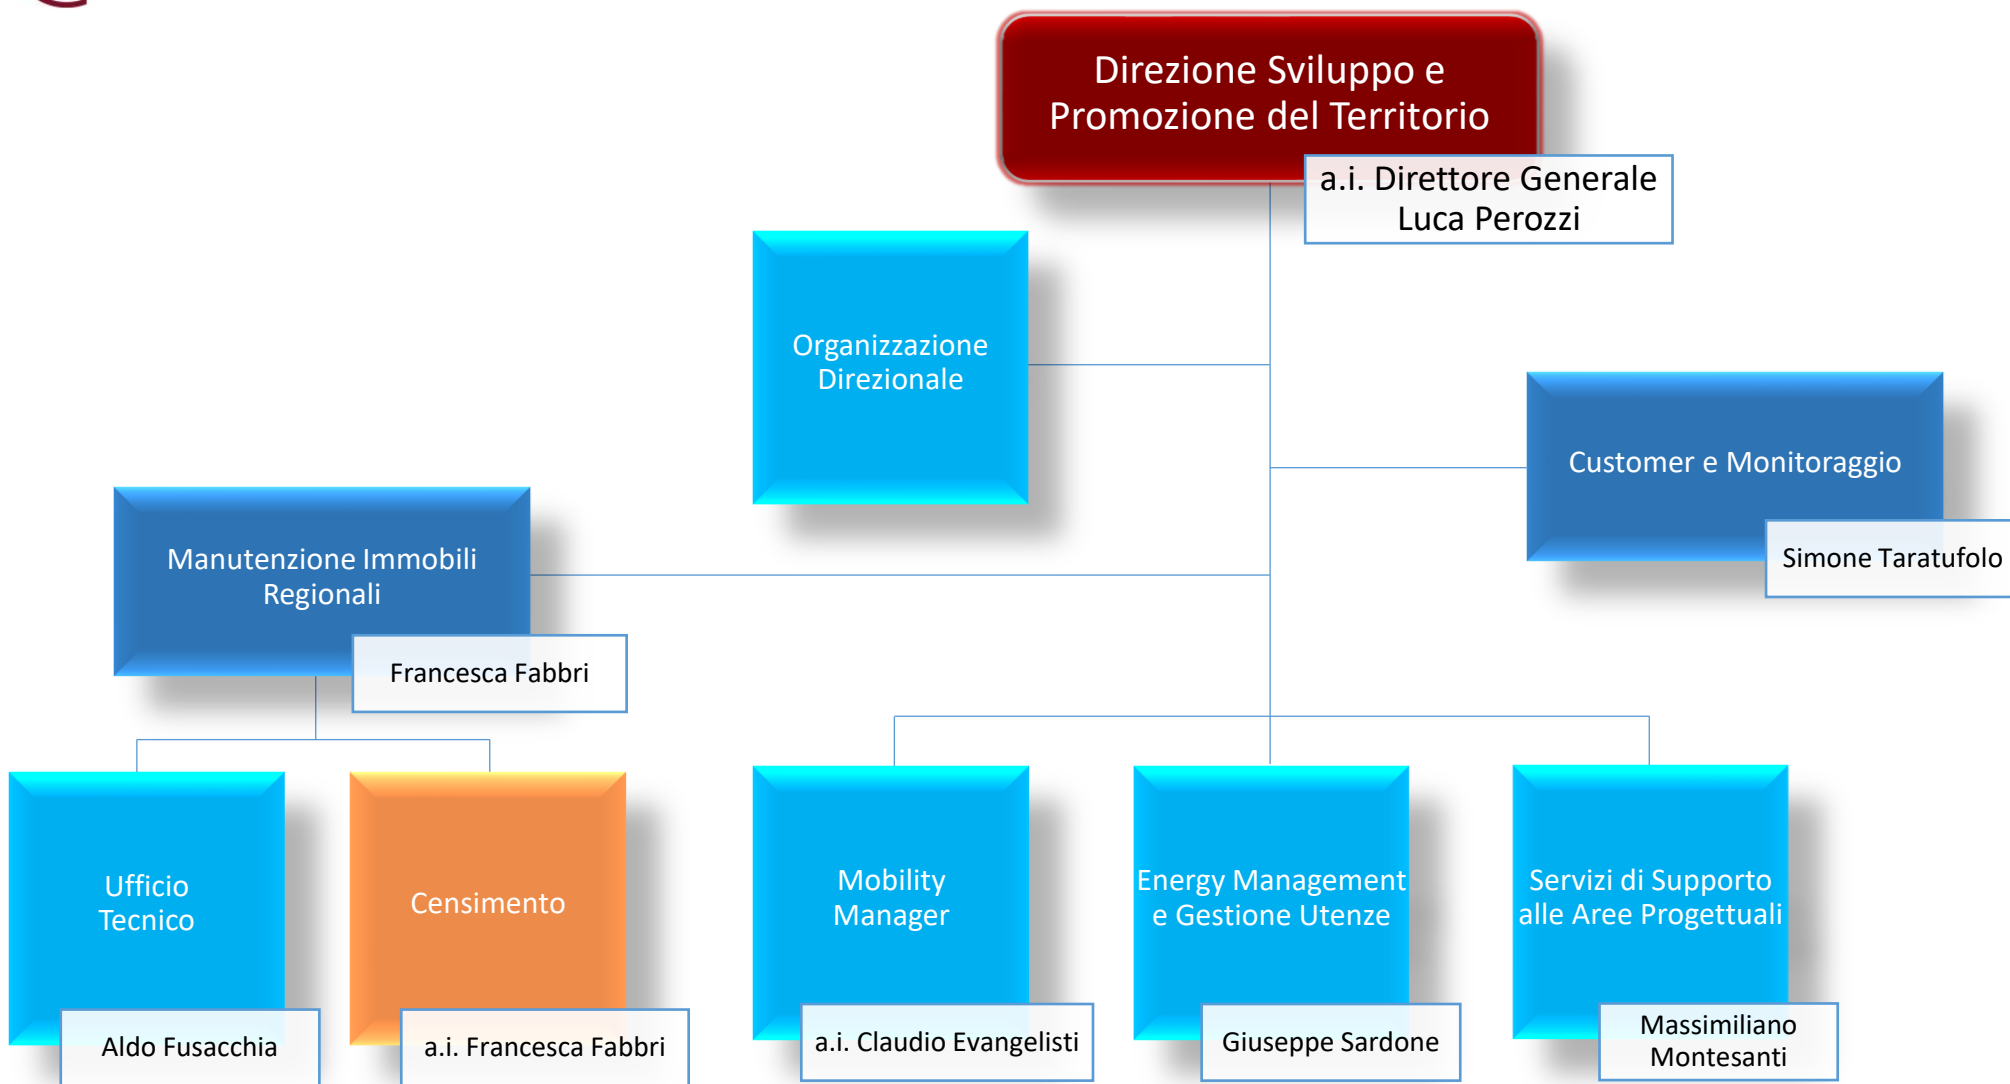 Direzione Sviluppo e
Promozione del Territorio
a.i. Direttore Generale
Luca Perozzi
Organizzazione
Direzionale
Customer e Monitoraggio
Simone Taratufolo
Manutenzione Immobili
Regionali
Francesca Fabbri
Ufficio
Tecnico
Aldo Fusacchia
Censimento
a.i. Francesca Fabbri
Mobility
Manager
a.i. Claudio Evangelisti
Energy Management
e Gestione Utenze
Giuseppe Sardone
Servizi di Supporto
alle Aree Progettuali
Massimiliano
Montesanti